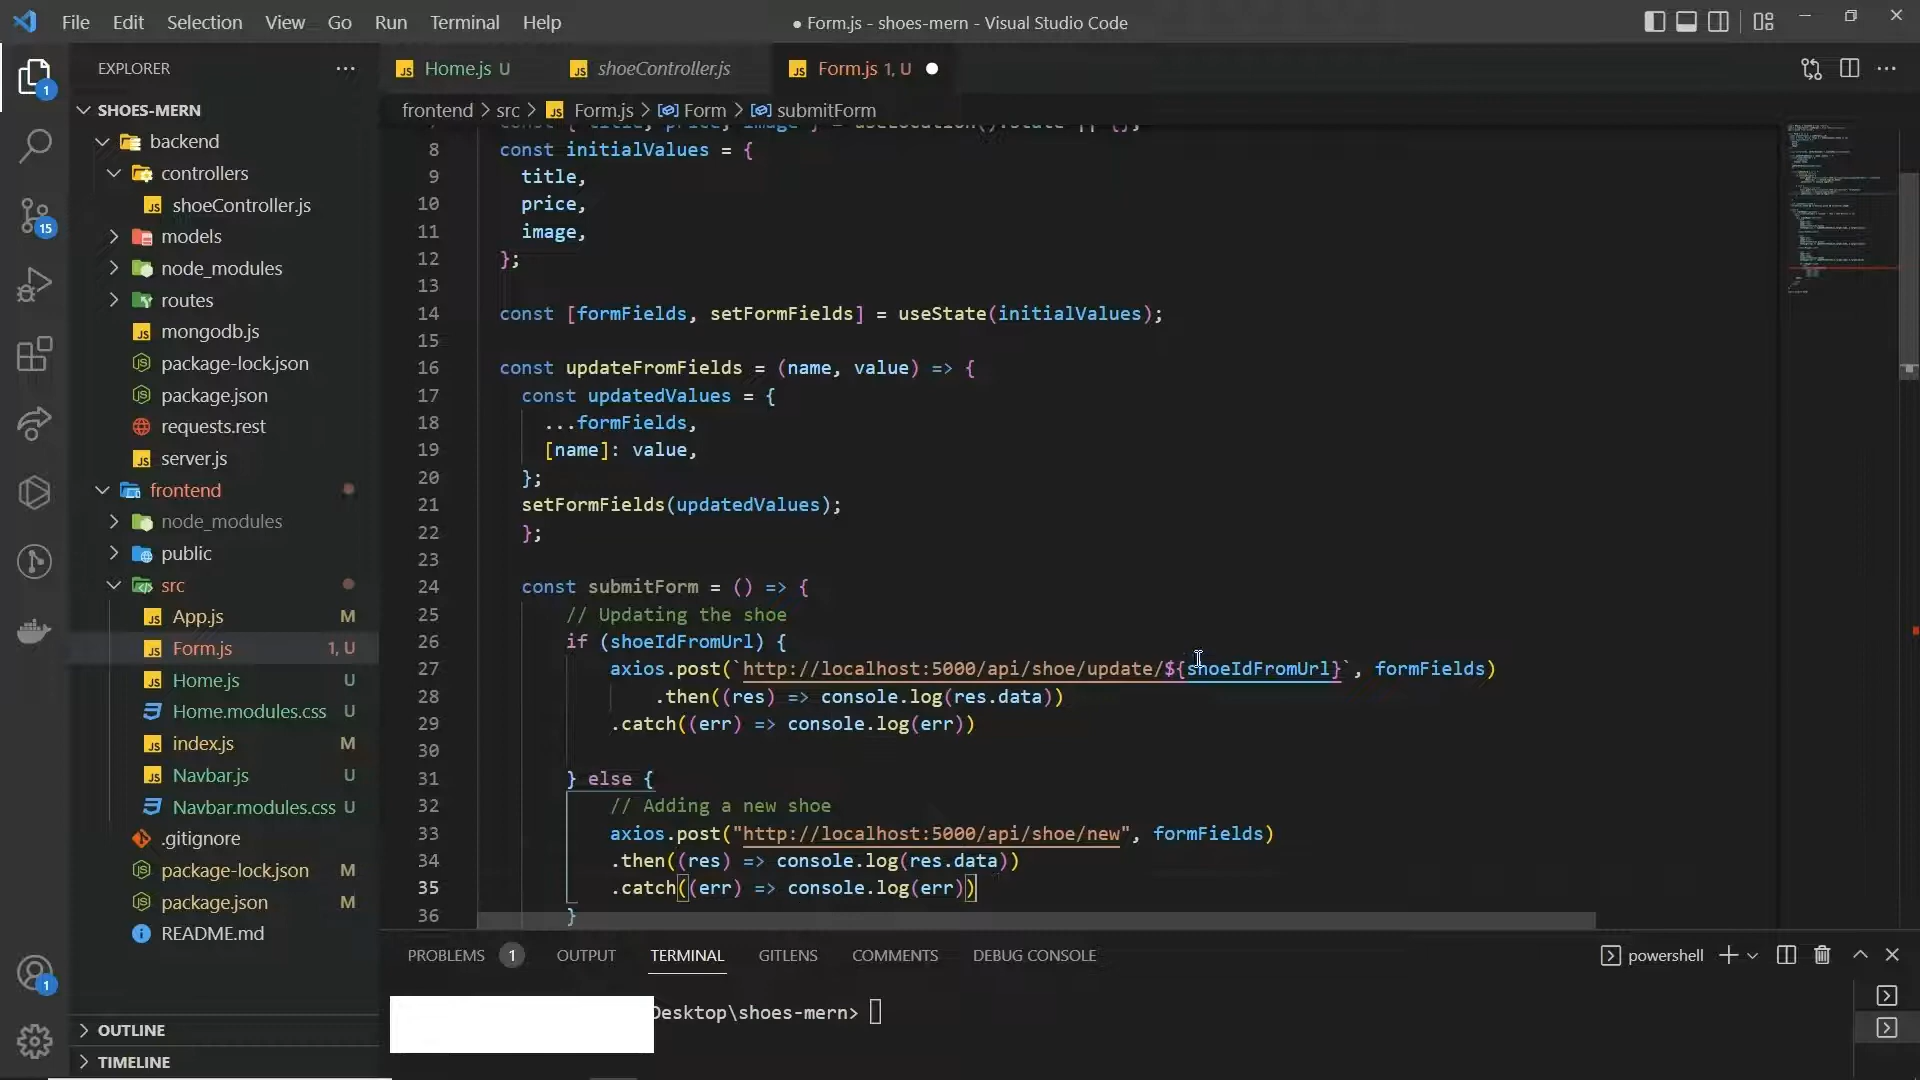 File Edit Selection View Go Run Terminal Help
● Form.js - shoes-mern - Visual Studio Code
EXPLORER
Home.js U
shoeController.js
Form.js 1, U
frontend > src > Form.js > Form > submitForm
SHOES-MERN
backend
controllers
shoeController.js
models
node_modules
routes
mongodb.js
package-lock.json
package.json
requests.rest
server.js
frontend
node_modules
public
src
App.js M
Form.js 1, U
Home.js U
Home.modules.css U
index.js M
Navbar.js U
Navbar.modules.css U
.gitignore
package-lock.json M
package.json M
README.md
OUTLINE
TIMELINE
1
15
1
7 const { title, price, image } = useLocation().state || {};
8 const initialValues = {
9 title,
10 price,
11 image,
12 };
13
14 const [formFields, setFormFields] = useState(initialValues);
15
16 const updateFromFields = (name, value) => {
17 const updatedValues = {
18 ...formFields,
19 [name]: value,
20 };
21 setFormFields(updatedValues);
22 };
23
24 const submitForm = () => {
25 // Updating the shoe
26 if (shoeIdFromUrl) {
27 axios.post(`http://localhost:5000/api/shoe/update/${shoeIdFromUrl}`, formFields)
28 .then((res) => console.log(res.data))
29 .catch((err) => console.log(err))
30
31 } else {
32 // Adding a new shoe
33 axios.post("http://localhost:5000/api/shoe/new", formFields)
34 .then((res) => console.log(res.data))
35 .catch((err) => console.log(err))
36 }
PROBLEMS 1 OUTPUT TERMINAL GITLENS COMMENTS DEBUG CONSOLE
powershell
Desktop\shoes-mern>